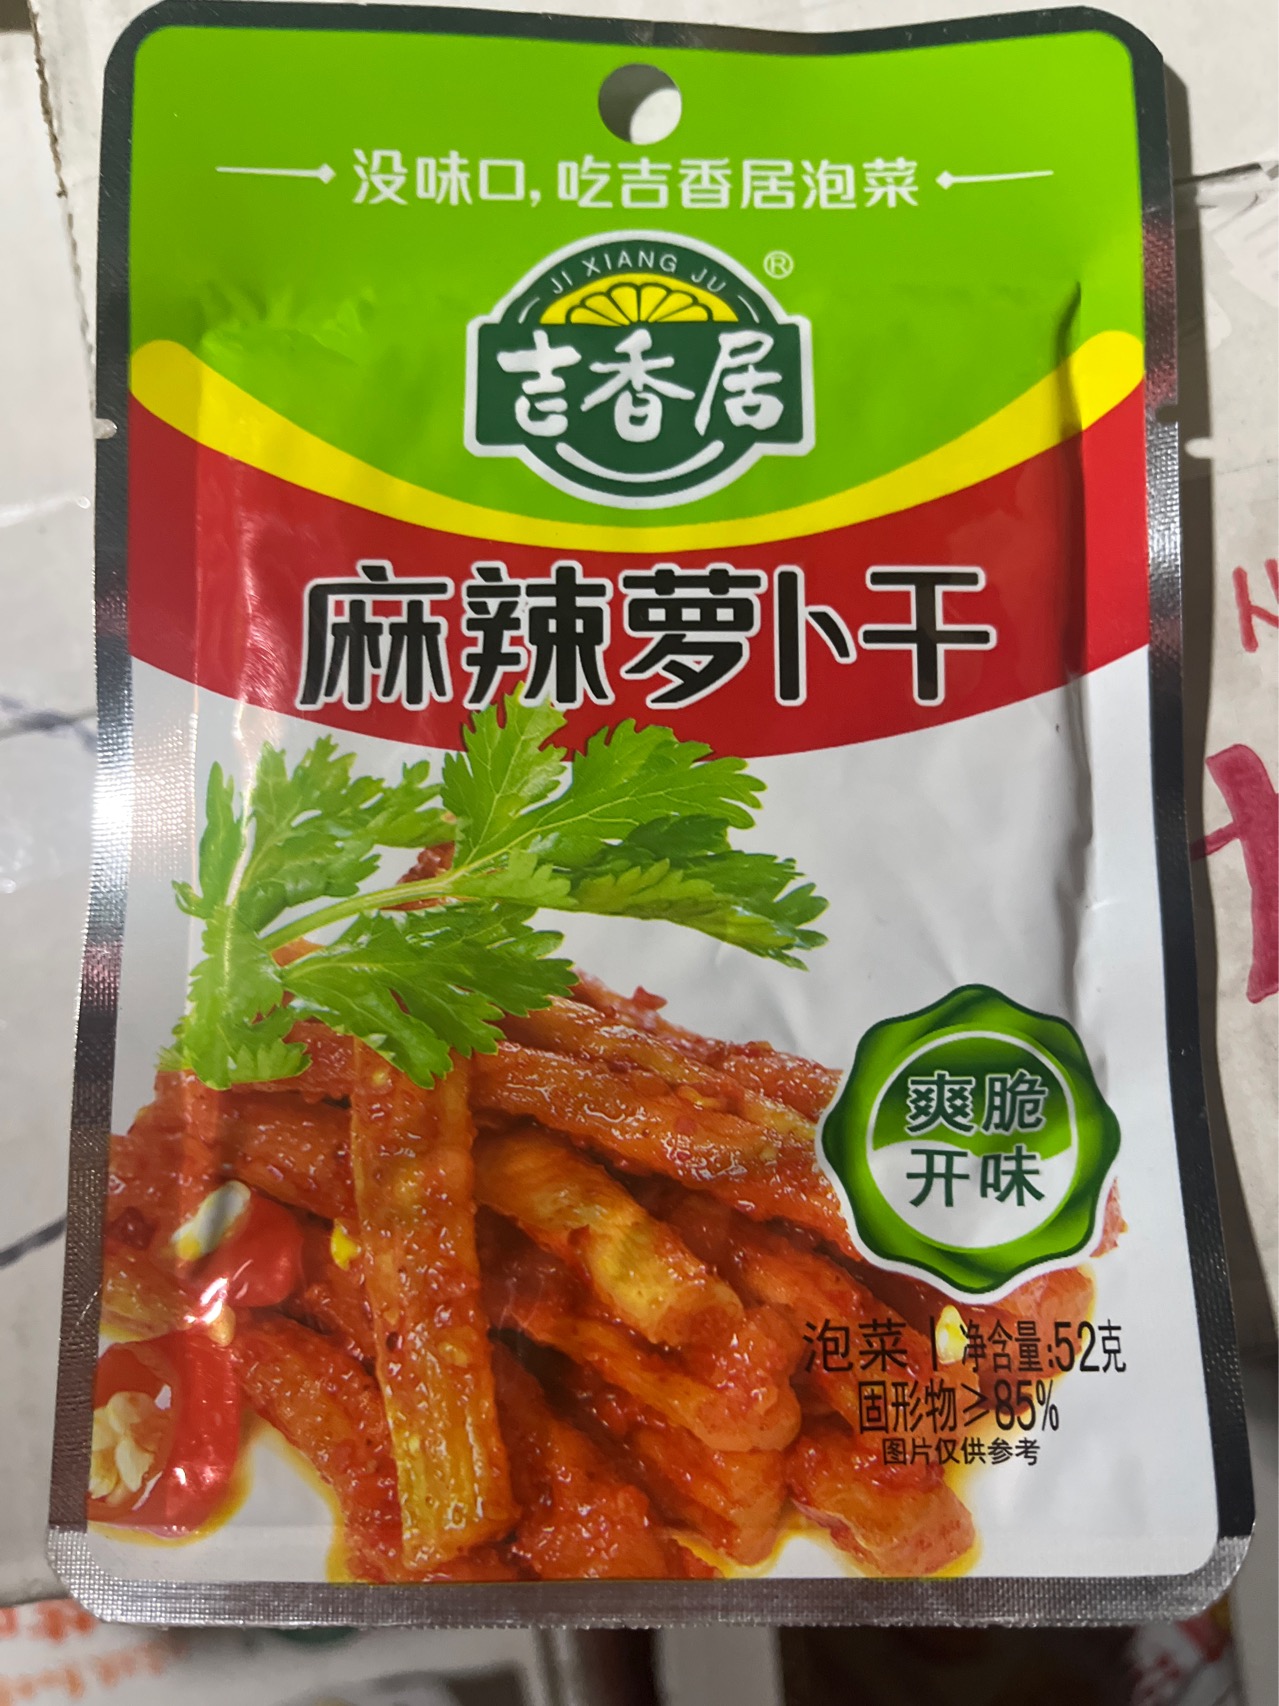 没味口,吃吉香居泡菜
JI XIANG JU
®
吉香居
麻辣萝卜干
爽脆
开味
泡菜 | 净含量:52克
固形物≥85%
图片仅供参考